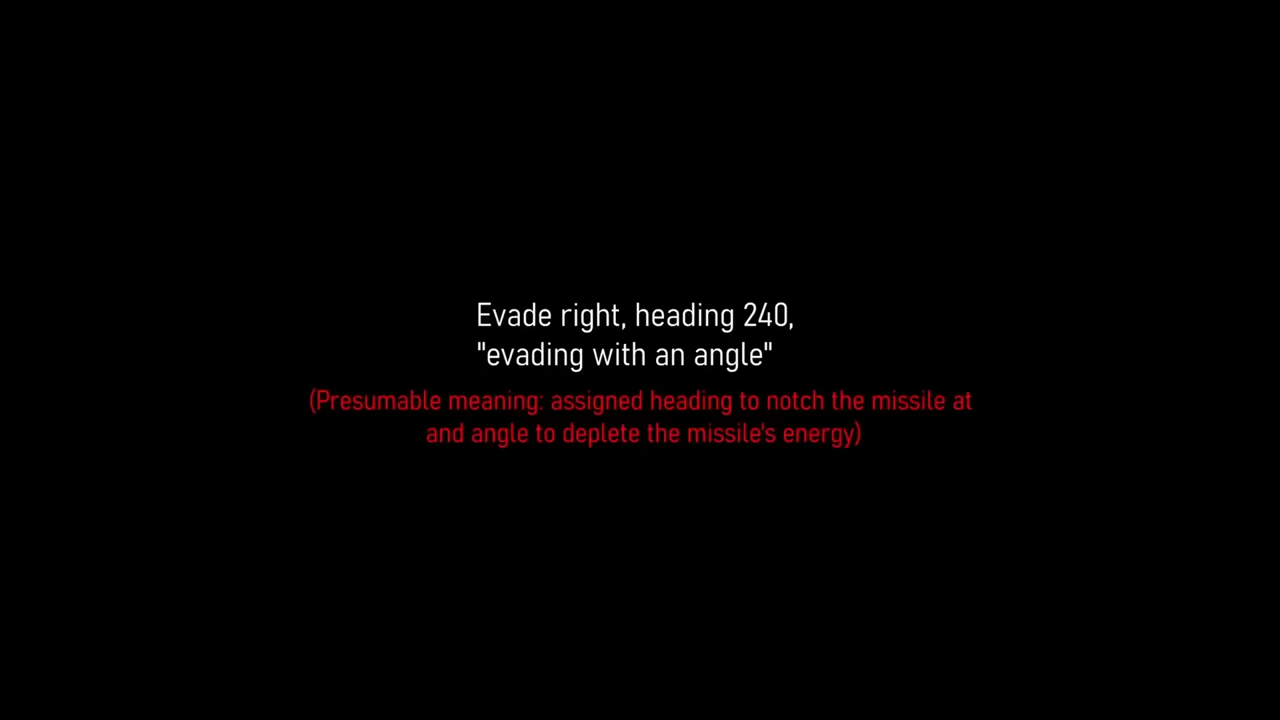 Evade right, heading 240,
"evading with an angle"
(Presumable meaning: assigned heading to notch the missile at
and angle to deplete the missile's energy)